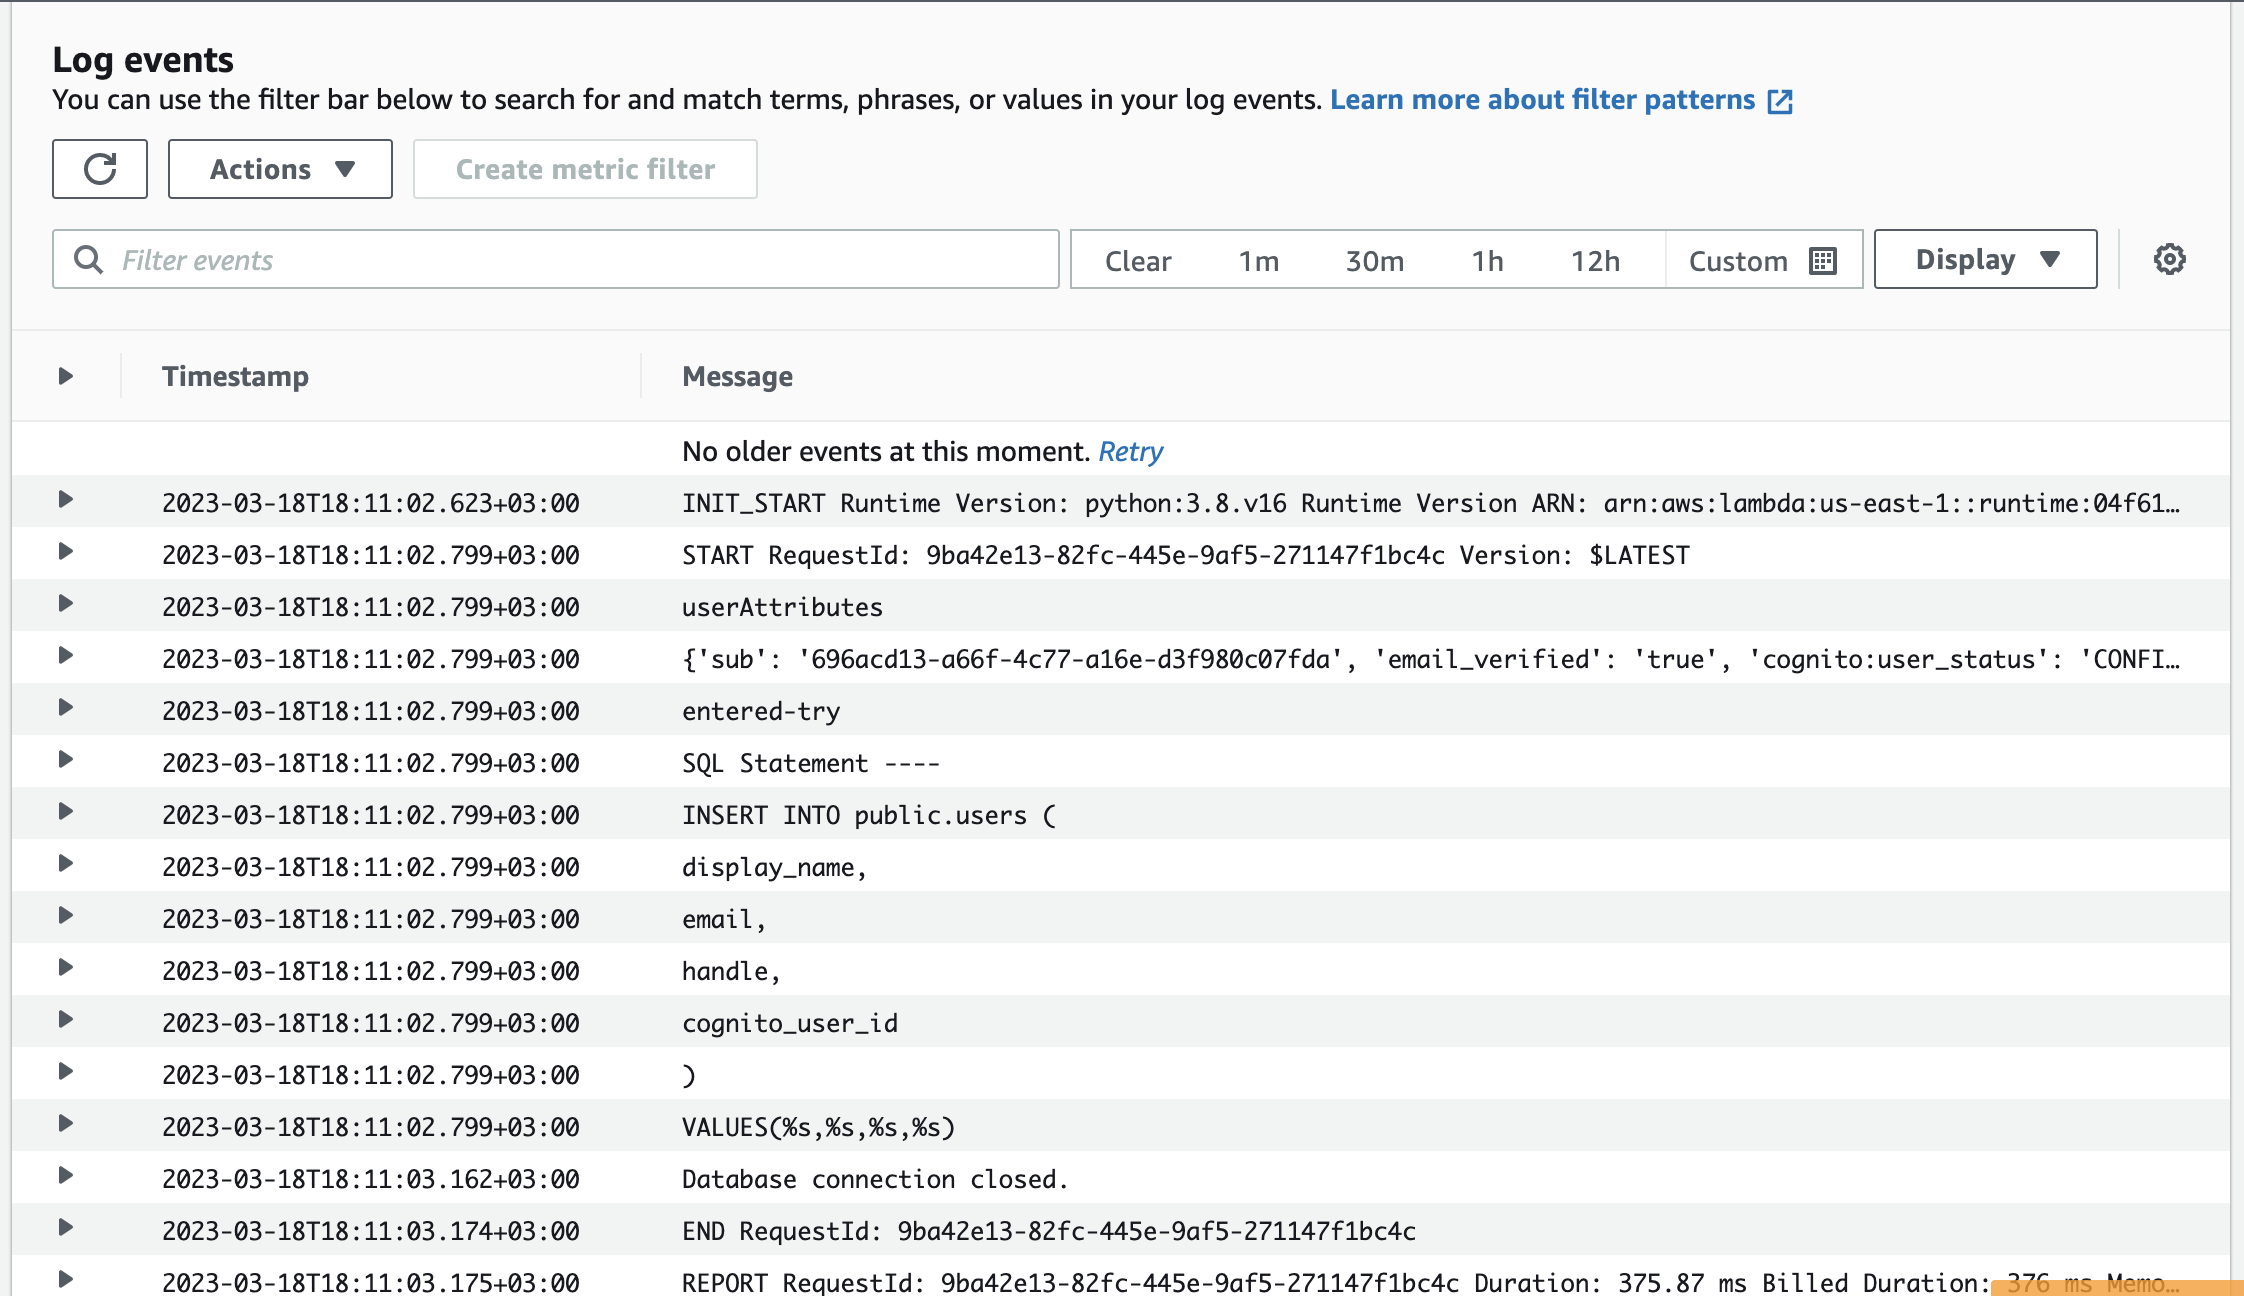 Log events
You can use the filter bar below to search for and match terms, phrases, or values in your log events. Learn more about filter patterns
Actions
Create metric filter
Filter events
Clear 1m 30m 1h 12h Custom
Display
Timestamp Message
No older events at this moment. Retry
2023-03-18T18:11:02.623+03:00 INIT_START Runtime Version: python:3.8.v16 Runtime Version ARN: arn:aws:lambda:us-east-1::runtime:04f61…
2023-03-18T18:11:02.799+03:00 START RequestId: 9ba42e13-82fc-445e-9af5-271147f1bc4c Version: $LATEST
2023-03-18T18:11:02.799+03:00 userAttributes
2023-03-18T18:11:02.799+03:00 {'sub': '696acd13-a66f-4c77-a16e-d3f980c07fda', 'email_verified': 'true', 'cognito:user_status': 'CONFI…
2023-03-18T18:11:02.799+03:00 entered-try
2023-03-18T18:11:02.799+03:00 SQL Statement ----
2023-03-18T18:11:02.799+03:00 INSERT INTO public.users (
2023-03-18T18:11:02.799+03:00 display_name,
2023-03-18T18:11:02.799+03:00 email,
2023-03-18T18:11:02.799+03:00 handle,
2023-03-18T18:11:02.799+03:00 cognito_user_id
2023-03-18T18:11:02.799+03:00 )
2023-03-18T18:11:02.799+03:00 VALUES(%s,%s,%s,%s)
2023-03-18T18:11:03.162+03:00 Database connection closed.
2023-03-18T18:11:03.174+03:00 END RequestId: 9ba42e13-82fc-445e-9af5-271147f1bc4c
2023-03-18T18:11:03.175+03:00 REPORT RequestId: 9ba42e13-82fc-445e-9af5-271147f1bc4c Duration: 375.87 ms Billed Duration: 376 ms Memo…